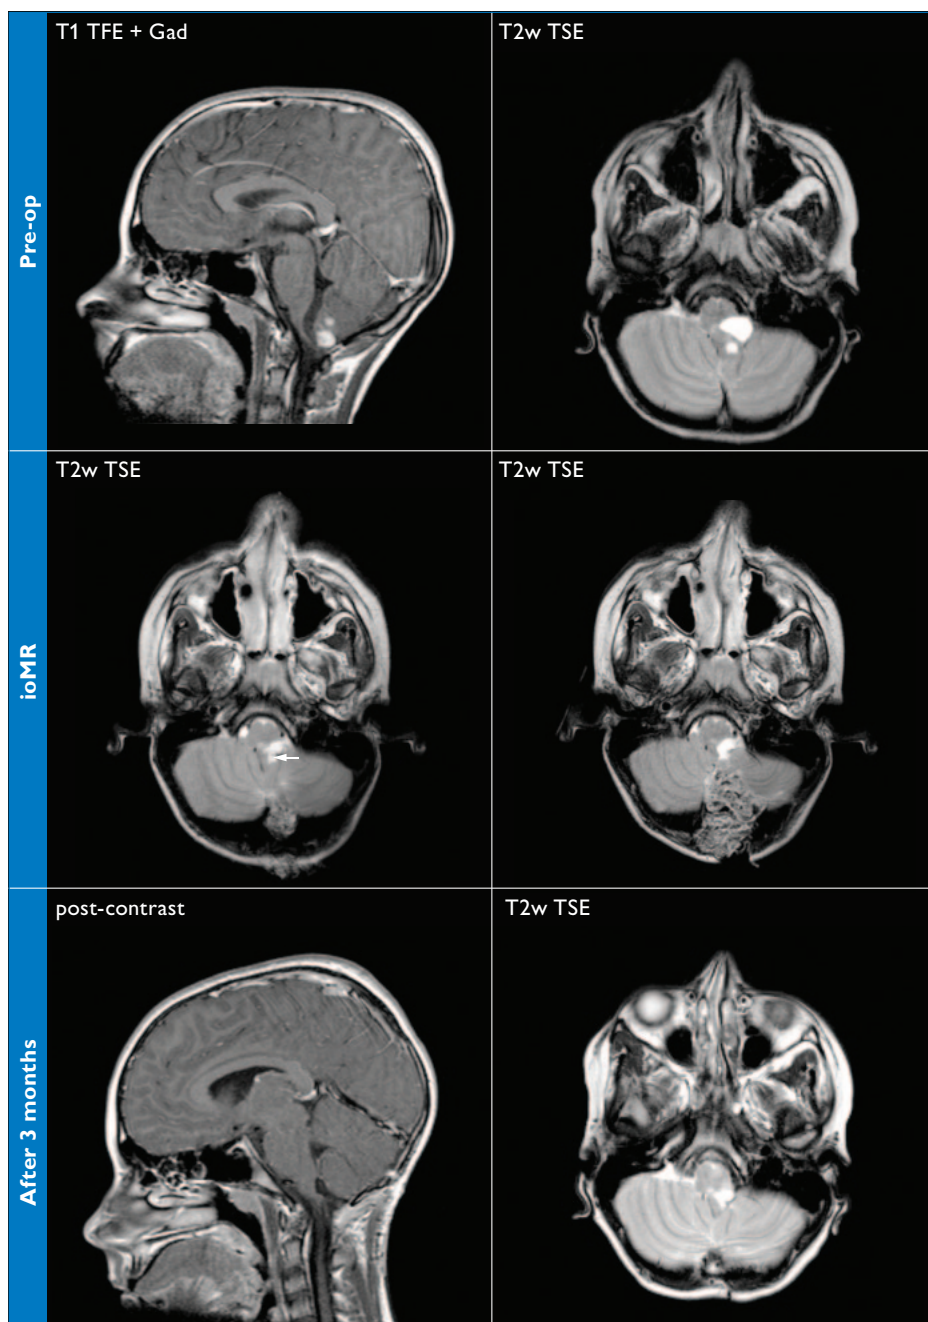 Pre-op
T1 TFE + Gad
T2w TSE
ioMR
T2w TSE
T2w TSE
After 3 months
post-contrast
T2w TSE